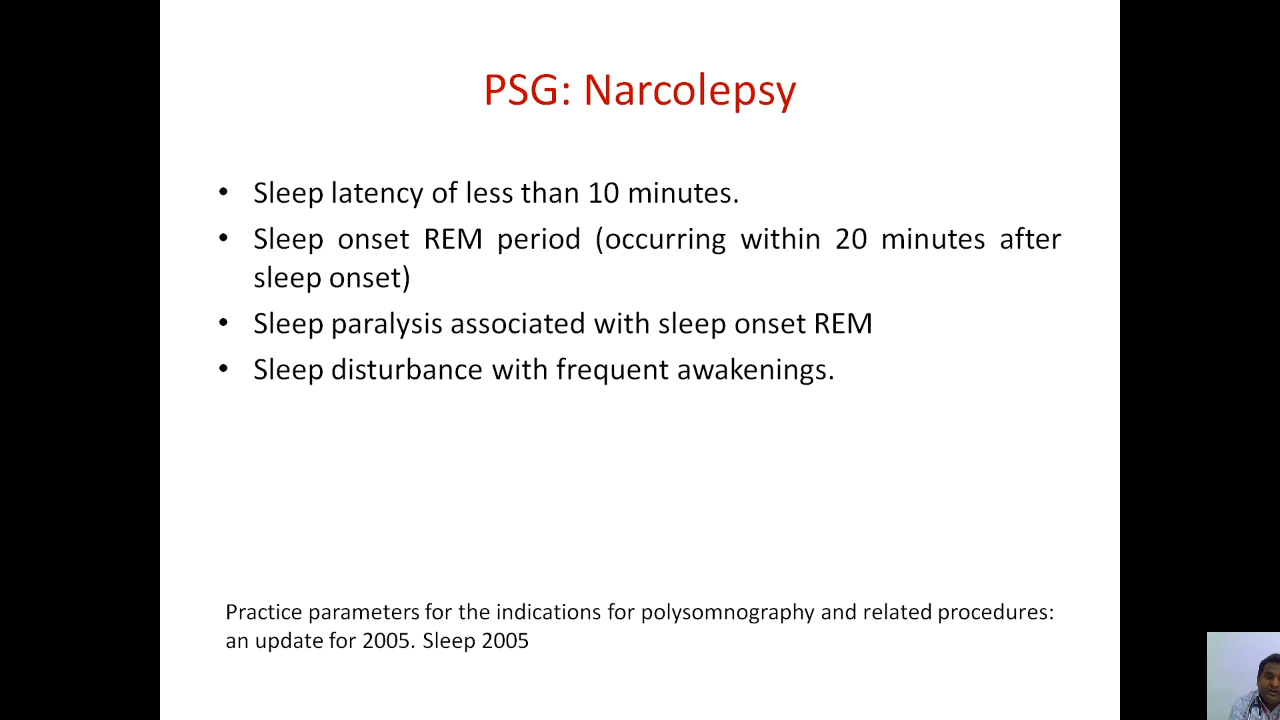 PSG: Narcolepsy
• Sleep latency of less than 10 minutes.
• Sleep onset REM period (occurring within 20 minutes after
sleep onset)
• Sleep paralysis associated with sleep onset REM
• Sleep disturbance with frequent awakenings.
Practice parameters for the indications for polysomnography and related procedures:
an update for 2005. Sleep 2005